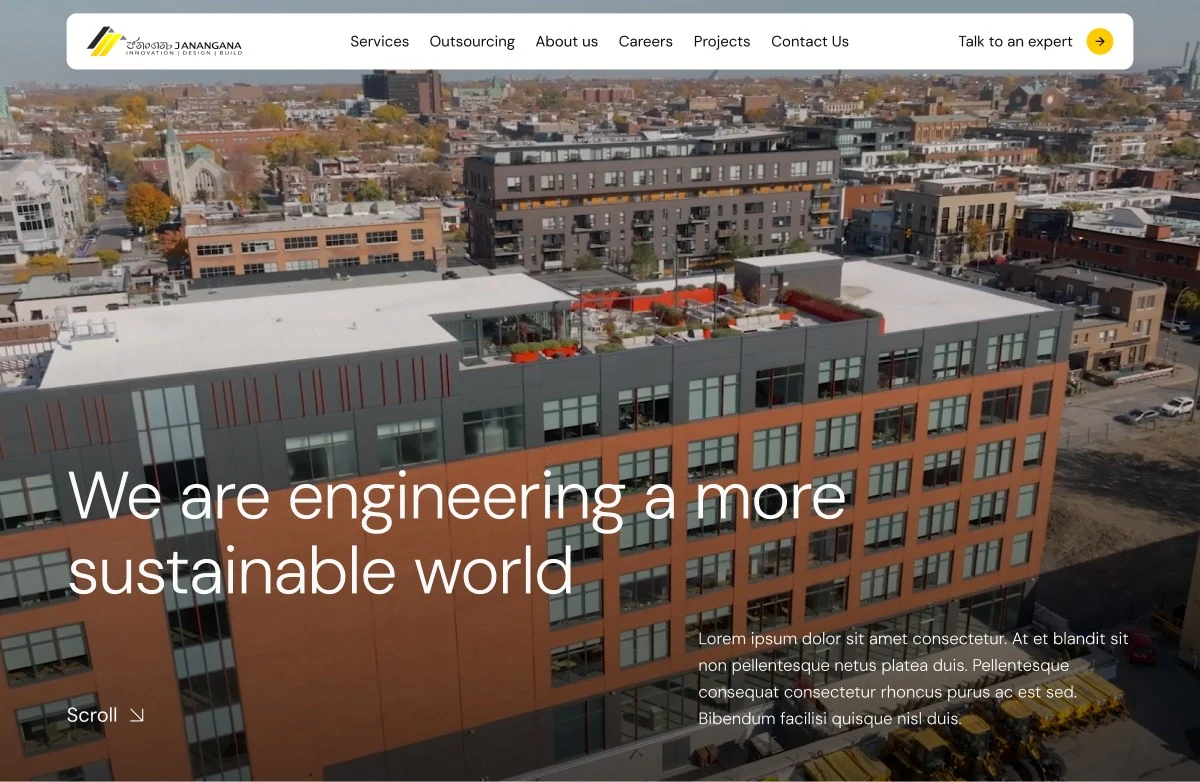 ජනංගනා JANANGANA
INNOVATION | DESIGN | BUILD
Services Outsourcing About us Careers Projects Contact Us Talk to an expert
We are engineering a more
sustainable world
Lorem ipsum dolor sit amet consectetur. At et blandit sit
non pellentesque netus platea duis. Pellentesque
consequat consectetur rhoncus purus ac est sed.
Bibendum facilisi quisque nisl duis.
Scroll